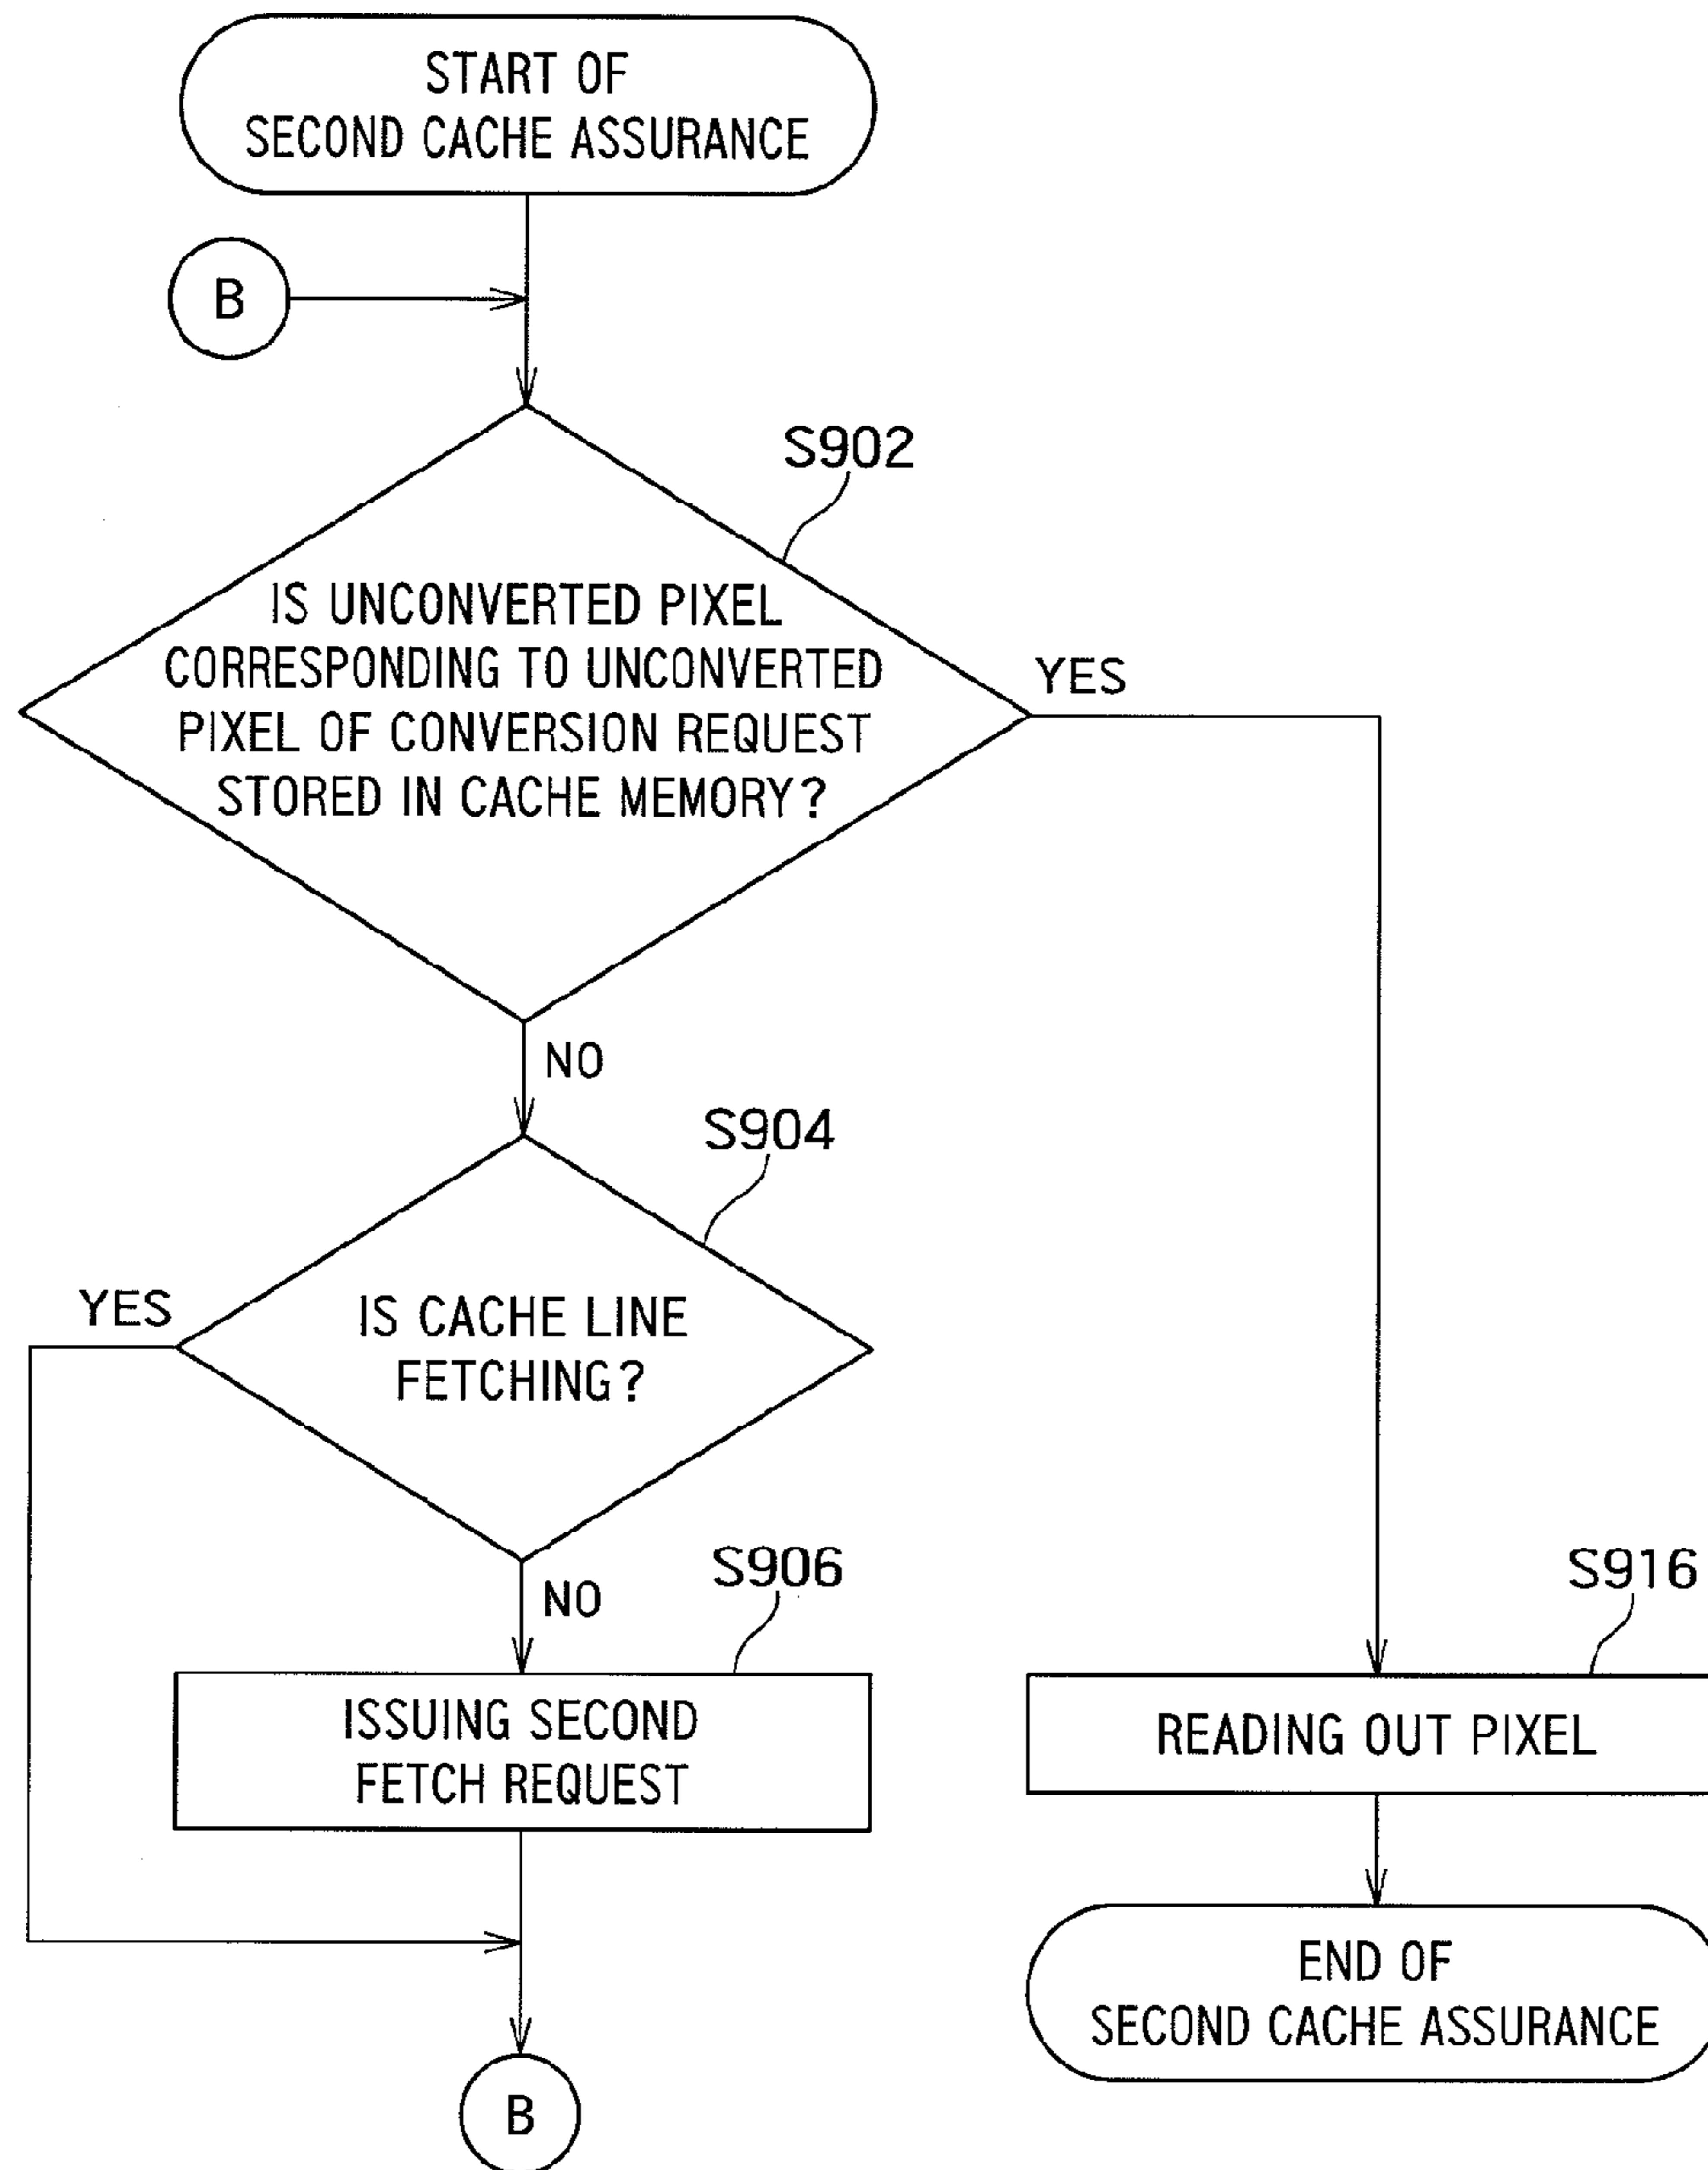 START OF
SECOND CACHE ASSURANCE
B
S902
IS UNCONVERTED PIXEL
CORRESPONDING TO UNCONVERTED
PIXEL OF CONVERSION REQUEST
STORED IN CACHE MEMORY?
YES
NO
S904
YES
IS CACHE LINE
FETCHING?
NO
S906
ISSUING SECOND
FETCH REQUEST
S916
READING OUT PIXEL
END OF
SECOND CACHE ASSURANCE
B